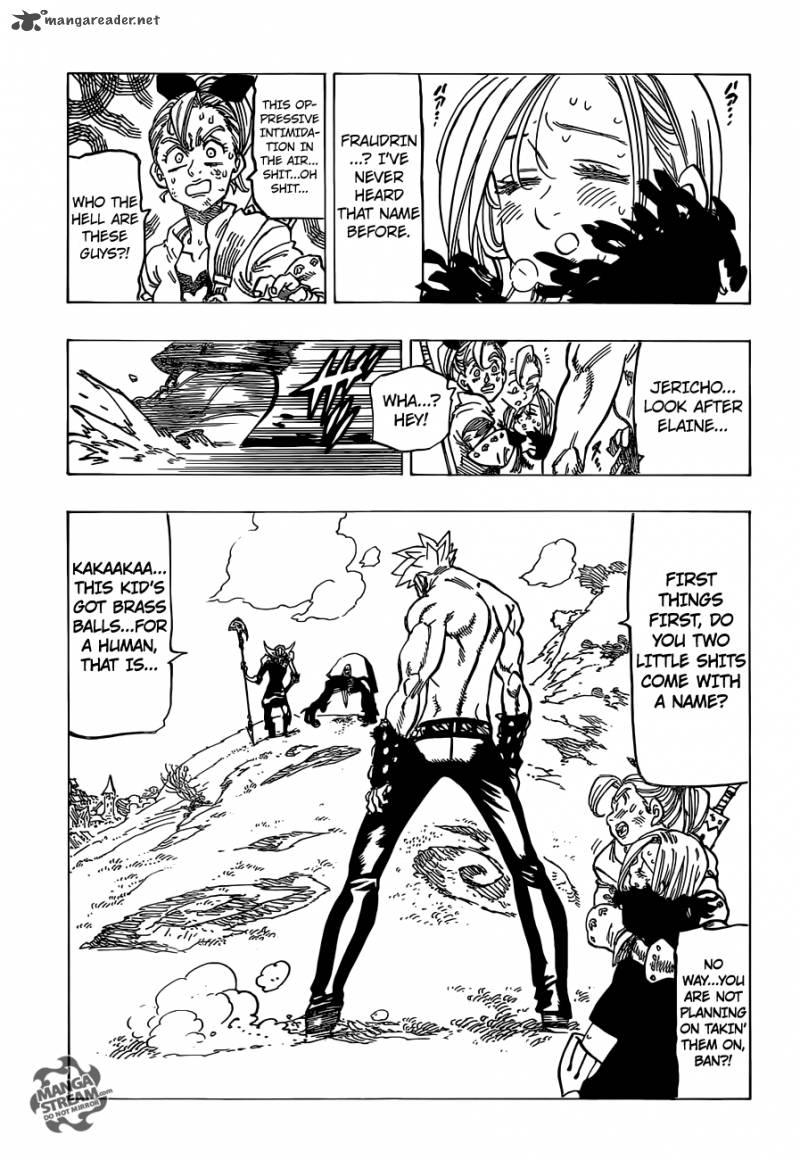 mangareader.net
FRAUDRIN
...? I'VE
NEVER
HEARD
THAT NAME
BEFORE.
THIS OP-
PRESSIVE
INTIMIDA-
TION IN
THE AIR...
SHIT...OH
SHIT...
WHO THE
HELL ARE
THESE
GUYS?!
JERICHO...
LOOK AFTER
ELAINE...
WHA...?
HEY!
FIRST
THINGS
FIRST, DO
YOU TWO
LITTLE SHITS
COME WITH
A NAME?
KAKAAKAA...
THIS KID'S
GOT BRASS
BALLS...FOR
A HUMAN,
THAT IS...
NO
WAY...YOU
ARE NOT
PLANNING
ON TAKIN'
THEM ON,
BAN?!
MANGA
STREAM.com
DO NOT MIRROR!